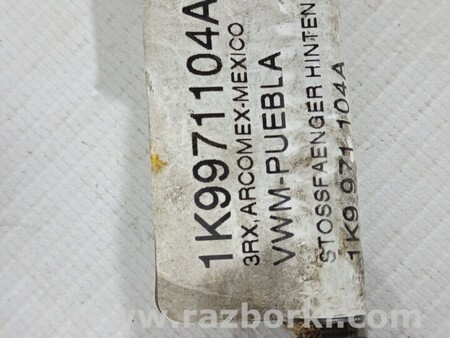 1K9971104A
3RX, ARCOMEX-MEXICO
VWM-PUEBLA
STOSSFAENGER HINTEN
1K9 971 104A
www.razborki.com